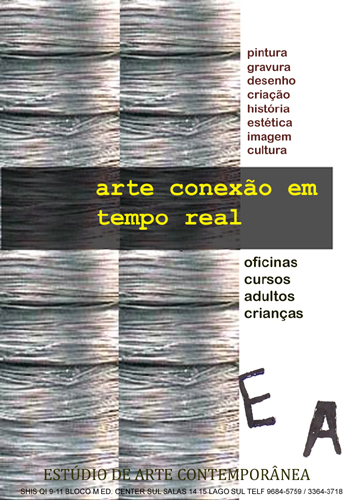 pintura
gravura
desenho
criação
história
estética
imagem
cultura
arte conexão em
tempo real
oficinas
cursos
adultos
crianças
E A
ESTÚDIO DE ARTE CONTEMPORÂNEA
SHIS QI 9-11 BLOCO M ED. CENTER SUL SALAS 14 15-LAGO SUL TELF 9684-5759 / 3364-3718